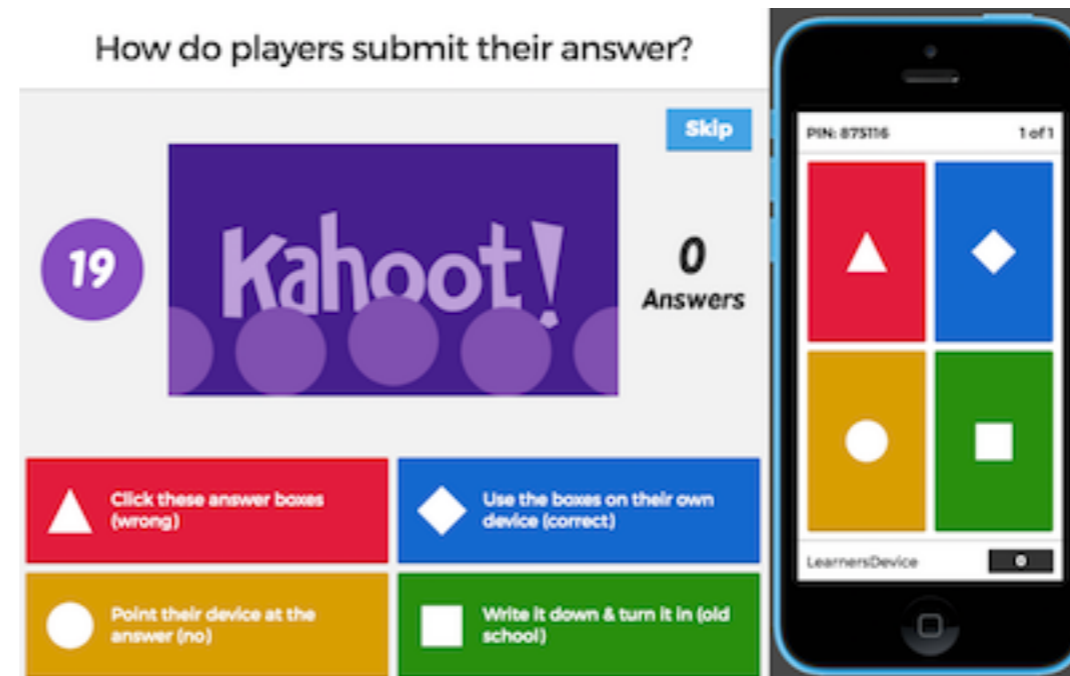 How do players submit their answer?
Skip
19
Kahoot!
0
Answers
Click these answer boxes
(wrong)
Use the boxes on their own
device (correct)
Point their device at the
answer (no)
Write it down & turn it in (old
school)
PIN: 875116
1 of 1
LearnersDevice
0